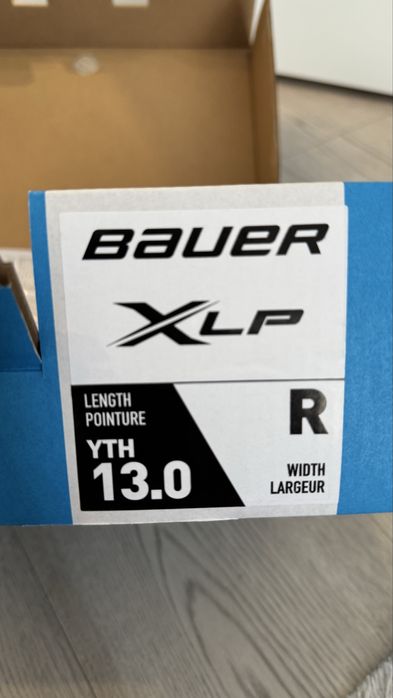 BAUER
XLP
LENGTH
POINTURE
YTH
13.0
R
WIDTH
LARGEUR